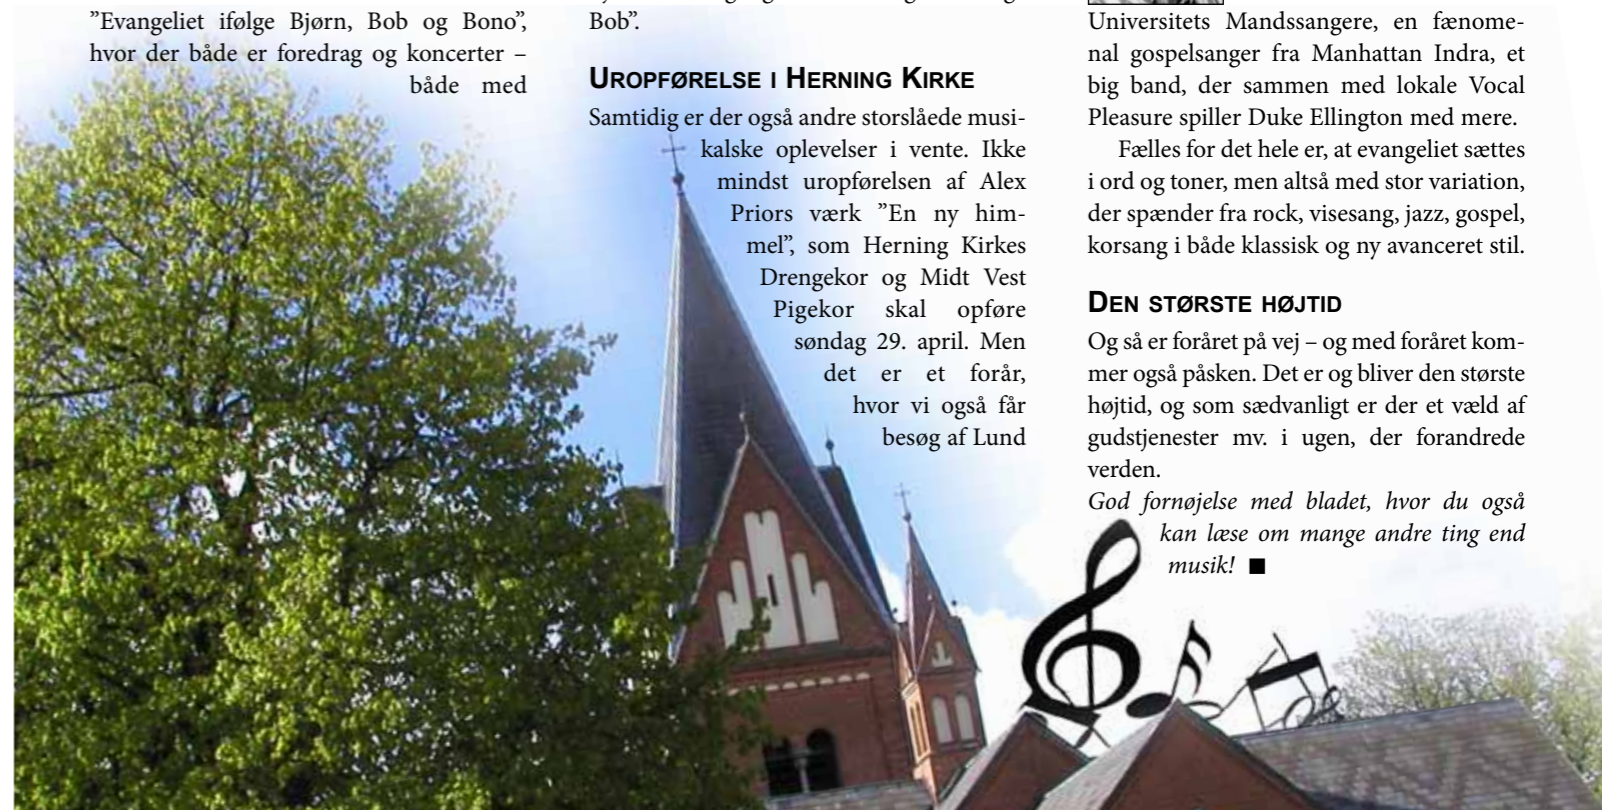 ”Evangeliet ifølge Bjørn, Bob og Bono”,
hvor der både er foredrag og koncerter –
både med
Bob”.
Uropførelse i Herning Kirke
Samtidig er der også andre storslåede musi-
kalske oplevelser i vente. Ikke
mindst uropførelsen af Alex
Priors værk ”En ny him-
mel”, som Herning Kirkes
Drengekor og Midt Vest
Pigekor skal opføre
søndag 29. april. Men
det er et forår,
hvor vi også får
besøg af Lund
Universitets Mandssangere, en fænome-
nal gospelsanger fra Manhattan Indra, et
big band, der sammen med lokale Vocal
Pleasure spiller Duke Ellington med mere.
Fælles for det hele er, at evangeliet sættes
i ord og toner, men altså med stor variation,
der spænder fra rock, visesang, jazz, gospel,
korsang i både klassisk og ny avanceret stil.
Den største højtid
Og så er foråret på vej – og med foråret kom-
mer også påsken. Det er og bliver den største
højtid, og som sædvanligt er der et væld af
gudstjenester mv. i ugen, der forandrede
verden.
God fornøjelse med bladet, hvor du også
kan læse om mange andre ting end
musik! ■